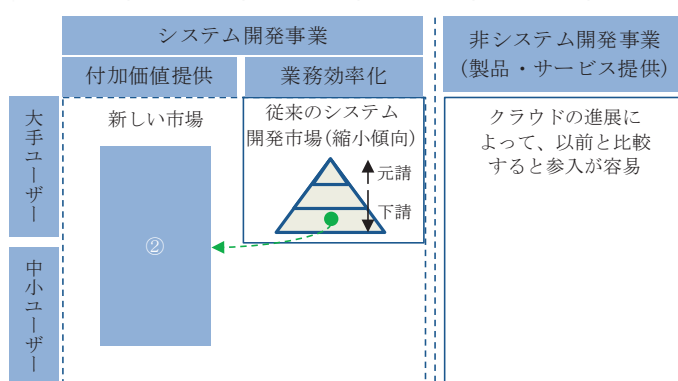 システム開発事業
付加価値提供
業務効率化
非システム開発事業
(製品・サービス提供)
大手ユーザー
中小ユーザー
新しい市場
②
従来のシステム
開発市場(縮小傾向)
元請
下請
クラウドの進展に
よって、以前と比較
すると参入が容易